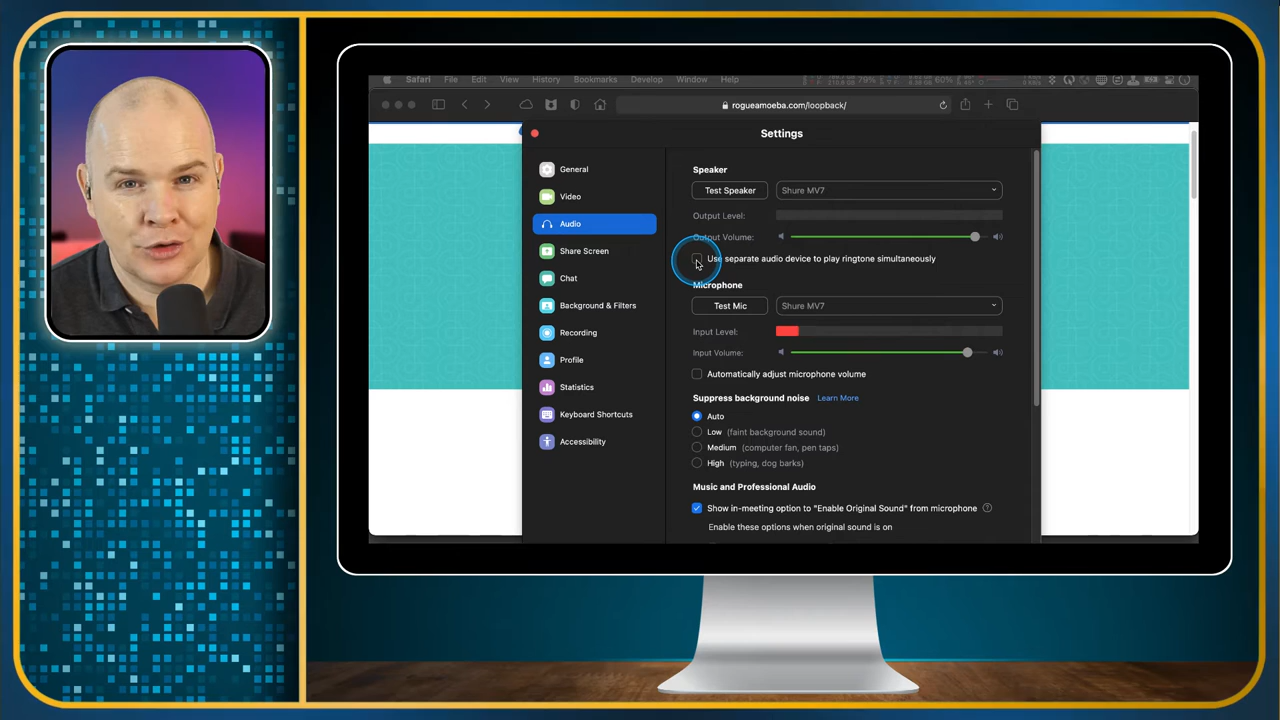 Safari File Edit View History Bookmarks Develop Window Help
79% 60%
rogueamoeba.com/loopback/
Settings
General
Video
Audio
Share Screen
Chat
Background & Filters
Recording
Profile
Statistics
Keyboard Shortcuts
Accessibility
Speaker
Test Speaker Shure MV7
Output Level:
Output Volume:
Use separate audio device to play ringtone simultaneously
Microphone
Test Mic Shure MV7
Input Level:
Input Volume:
Automatically adjust microphone volume
Suppress background noise Learn More
Auto
Low (faint background sound)
Medium (computer fan, pen taps)
High (typing, dog barks)
Music and Professional Audio
Show in-meeting option to "Enable Original Sound" from microphone ?
Enable these options when original sound is on